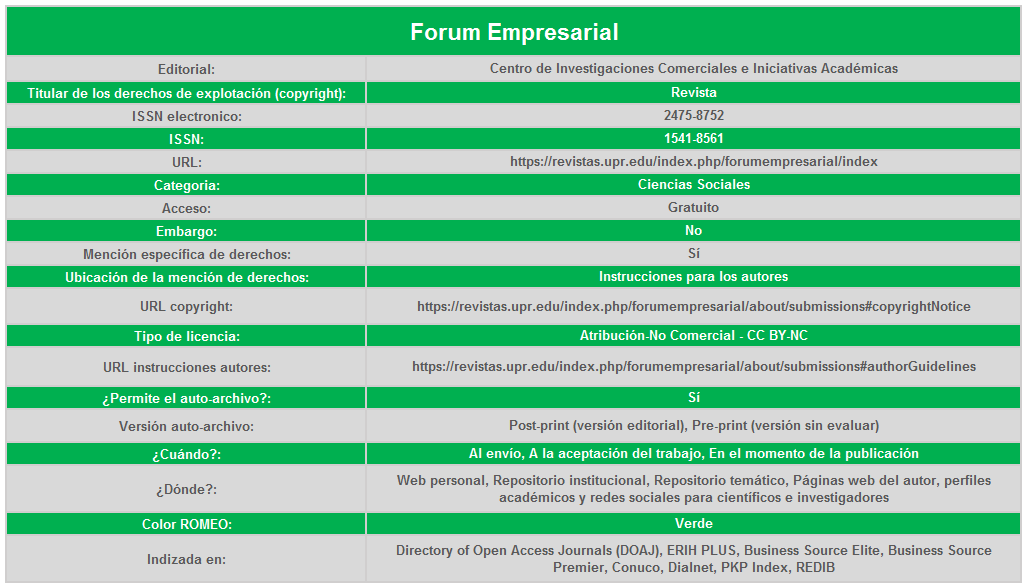 Forum Empresarial
Editorial: Centro de Investigaciones Comerciales e Iniciativas Académicas
Titular de los derechos de explotación (copyright): Revista
ISSN electronico: 2475-8752
ISSN: 1541-8561
URL: https://revistas.upr.edu/index.php/forumempresarial/index
Categoria: Ciencias Sociales
Acceso: Gratuito
Embargo: No
Mención específica de derechos: Sí
Ubicación de la mención de derechos: Instrucciones para los autores
URL copyright: https://revistas.upr.edu/index.php/forumempresarial/about/submissions#copyrightNotice
Tipo de licencia: Atribución-No Comercial - CC BY-NC
URL instrucciones autores: https://revistas.upr.edu/index.php/forumempresarial/about/submissions#authorGuidelines
¿Permite el auto-archivo?: Sí
Versión auto-archivo: Post-print (versión editorial), Pre-print (versión sin evaluar)
¿Cuándo?: Al envío, A la aceptación del trabajo, En el momento de la publicación
¿Dónde?: Web personal, Repositorio institucional, Repositorio temático, Páginas web del autor, perfiles
académicos y redes sociales para científicos e investigadores
Color ROMEO: Verde
Indizada en: Directory of Open Access Journals (DOAJ), ERIH PLUS, Business Source Elite, Business Source
Premier, Conuco, Dialnet, PKP Index, REDIB